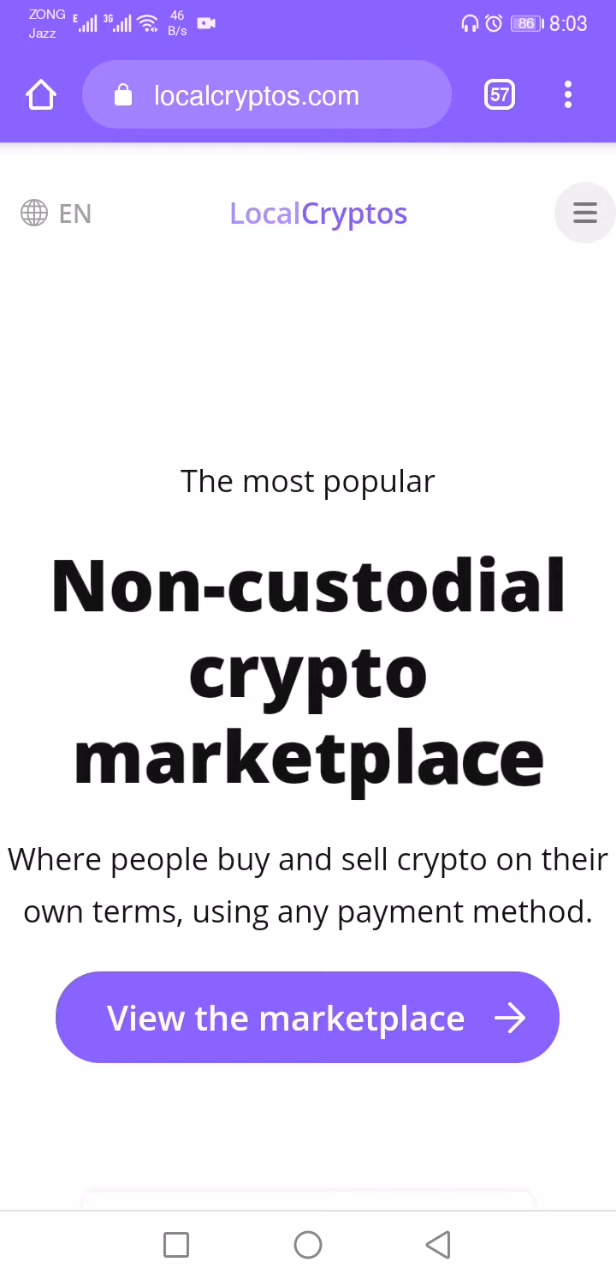 ZONG
Jazz
E
3G
46
B/s
86
8:03
localcryptos.com
57
EN
LocalCryptos
The most popular
Non-custodial
crypto
marketplace
Where people buy and sell crypto on their
own terms, using any payment method.
View the marketplace